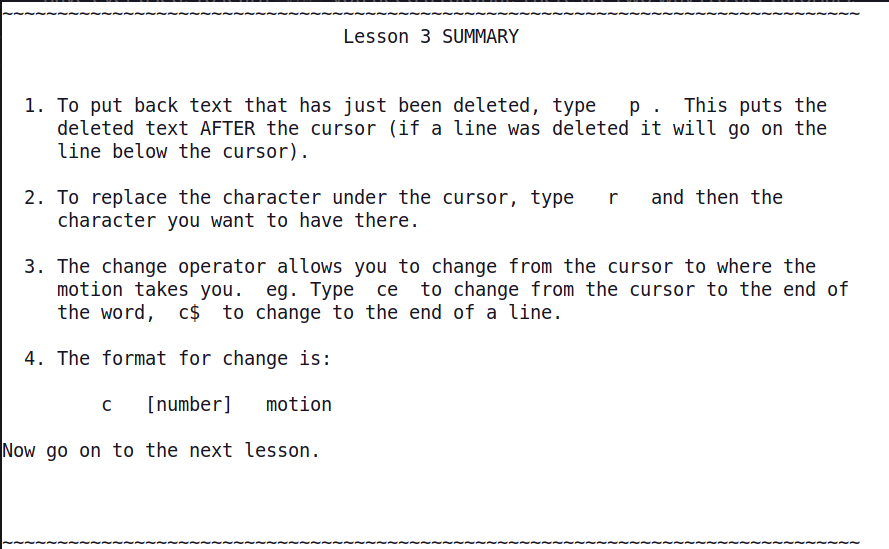 ~~~~~~~~~~~~~~~~~~~~~~~~~~~~~~~~~~~~~~~~~~~~~~~~~~~~~~~~~~~~~~~~~~~~~~~~~~~~~~
Lesson 3 SUMMARY
1. To put back text that has just been deleted, type   p .  This puts the
deleted text AFTER the cursor (if a line was deleted it will go on the
line below the cursor).
2. To replace the character under the cursor, type   r   and then the
character you want to have there.
3. The change operator allows you to change from the cursor to where the
motion takes you.  eg. Type  ce  to change from the cursor to the end of
the word,  c$  to change to the end of a line.
4. The format for change is:
c   [number]   motion
Now go on to the next lesson.
~~~~~~~~~~~~~~~~~~~~~~~~~~~~~~~~~~~~~~~~~~~~~~~~~~~~~~~~~~~~~~~~~~~~~~~~~~~~~~